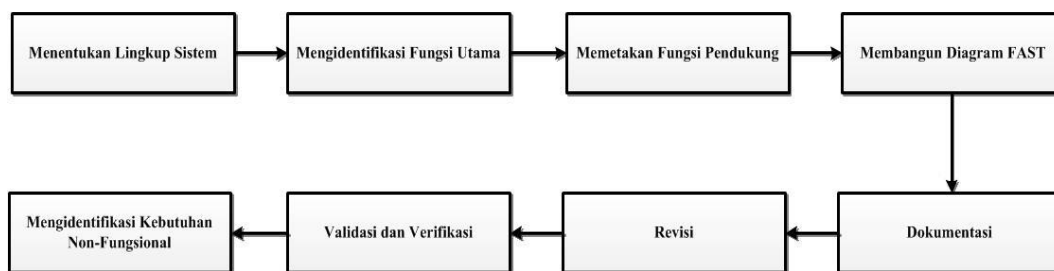 Menentukan Lingkup Sistem
Mengidentifikasi Fungsi Utama
Memetakan Fungsi Pendukung
Membangun Diagram FAST
Dokumentasi
Revisi
Validasi dan Verifikasi
Mengidentifikasi Kebutuhan
Non-Fungsional